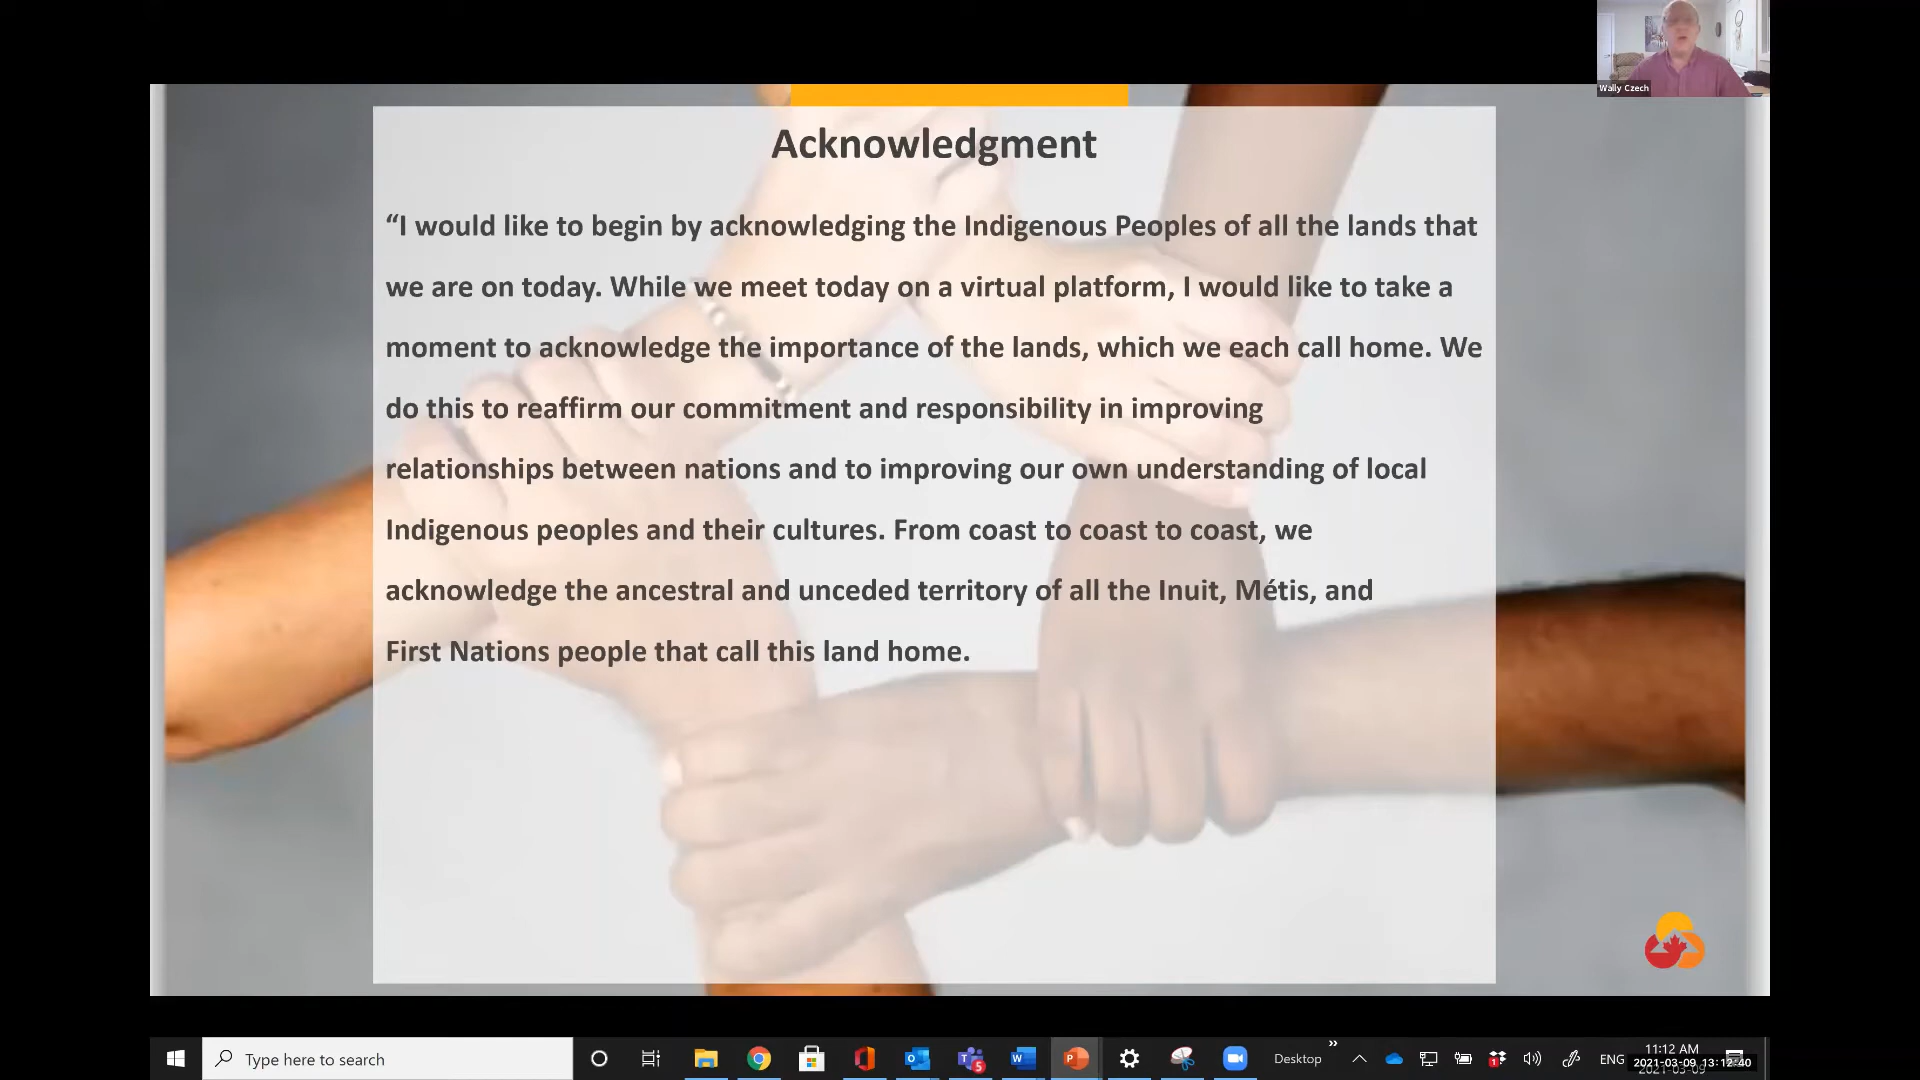 Wally Czech
Acknowledgment
“I would like to begin by acknowledging the Indigenous Peoples of all the lands that
we are on today. While we meet today on a virtual platform, I would like to take a
moment to acknowledge the importance of the lands, which we each call home. We
do this to reaffirm our commitment and responsibility in improving
relationships between nations and to improving our own understanding of local
Indigenous peoples and their cultures. From coast to coast to coast, we
acknowledge the ancestral and unceded territory of all the Inuit, Métis, and
First Nations people that call this land home.
Type here to search
5
Desktop
»
1
ENG
11:12 AM
2021-03-09 13:12:40
2021-03-09